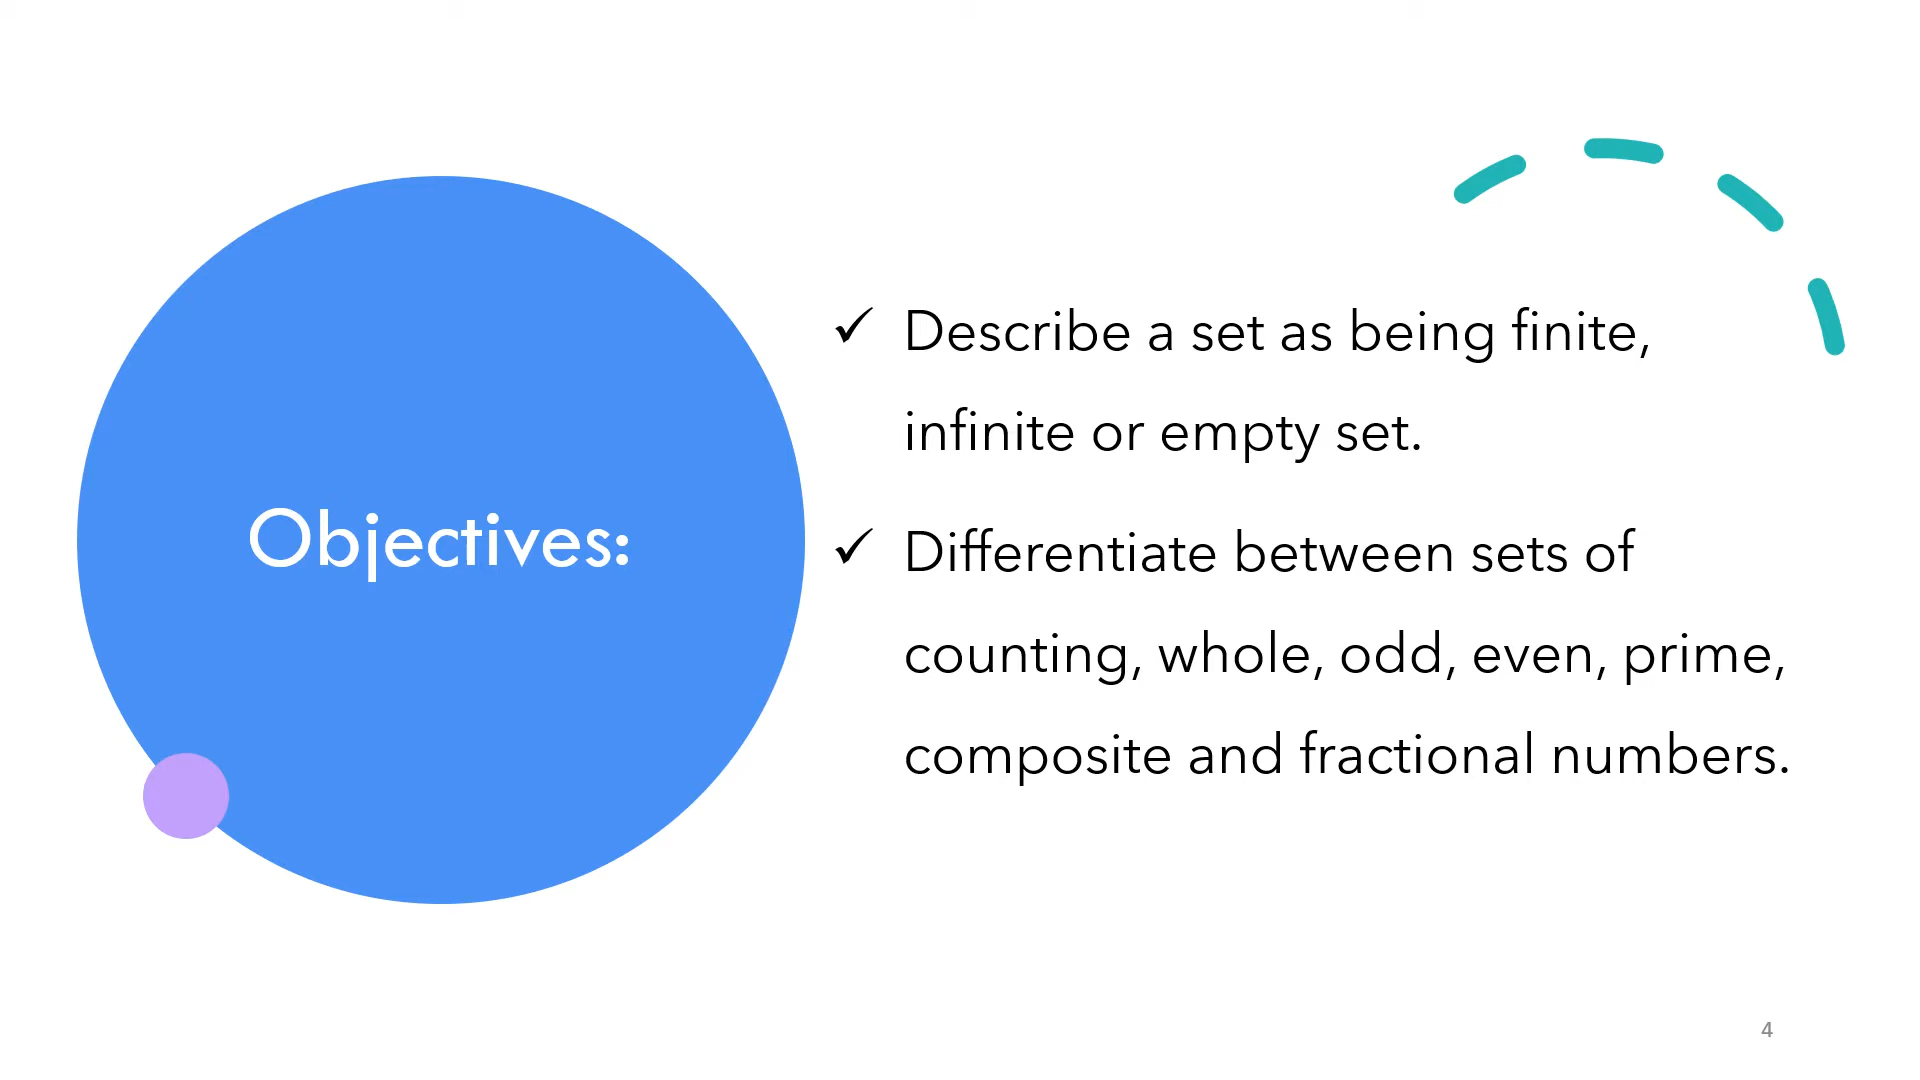 Objectives:
✓ Describe a set as being finite,
infinite or empty set.
✓ Differentiate between sets of
counting, whole, odd, even, prime,
composite and fractional numbers.
4